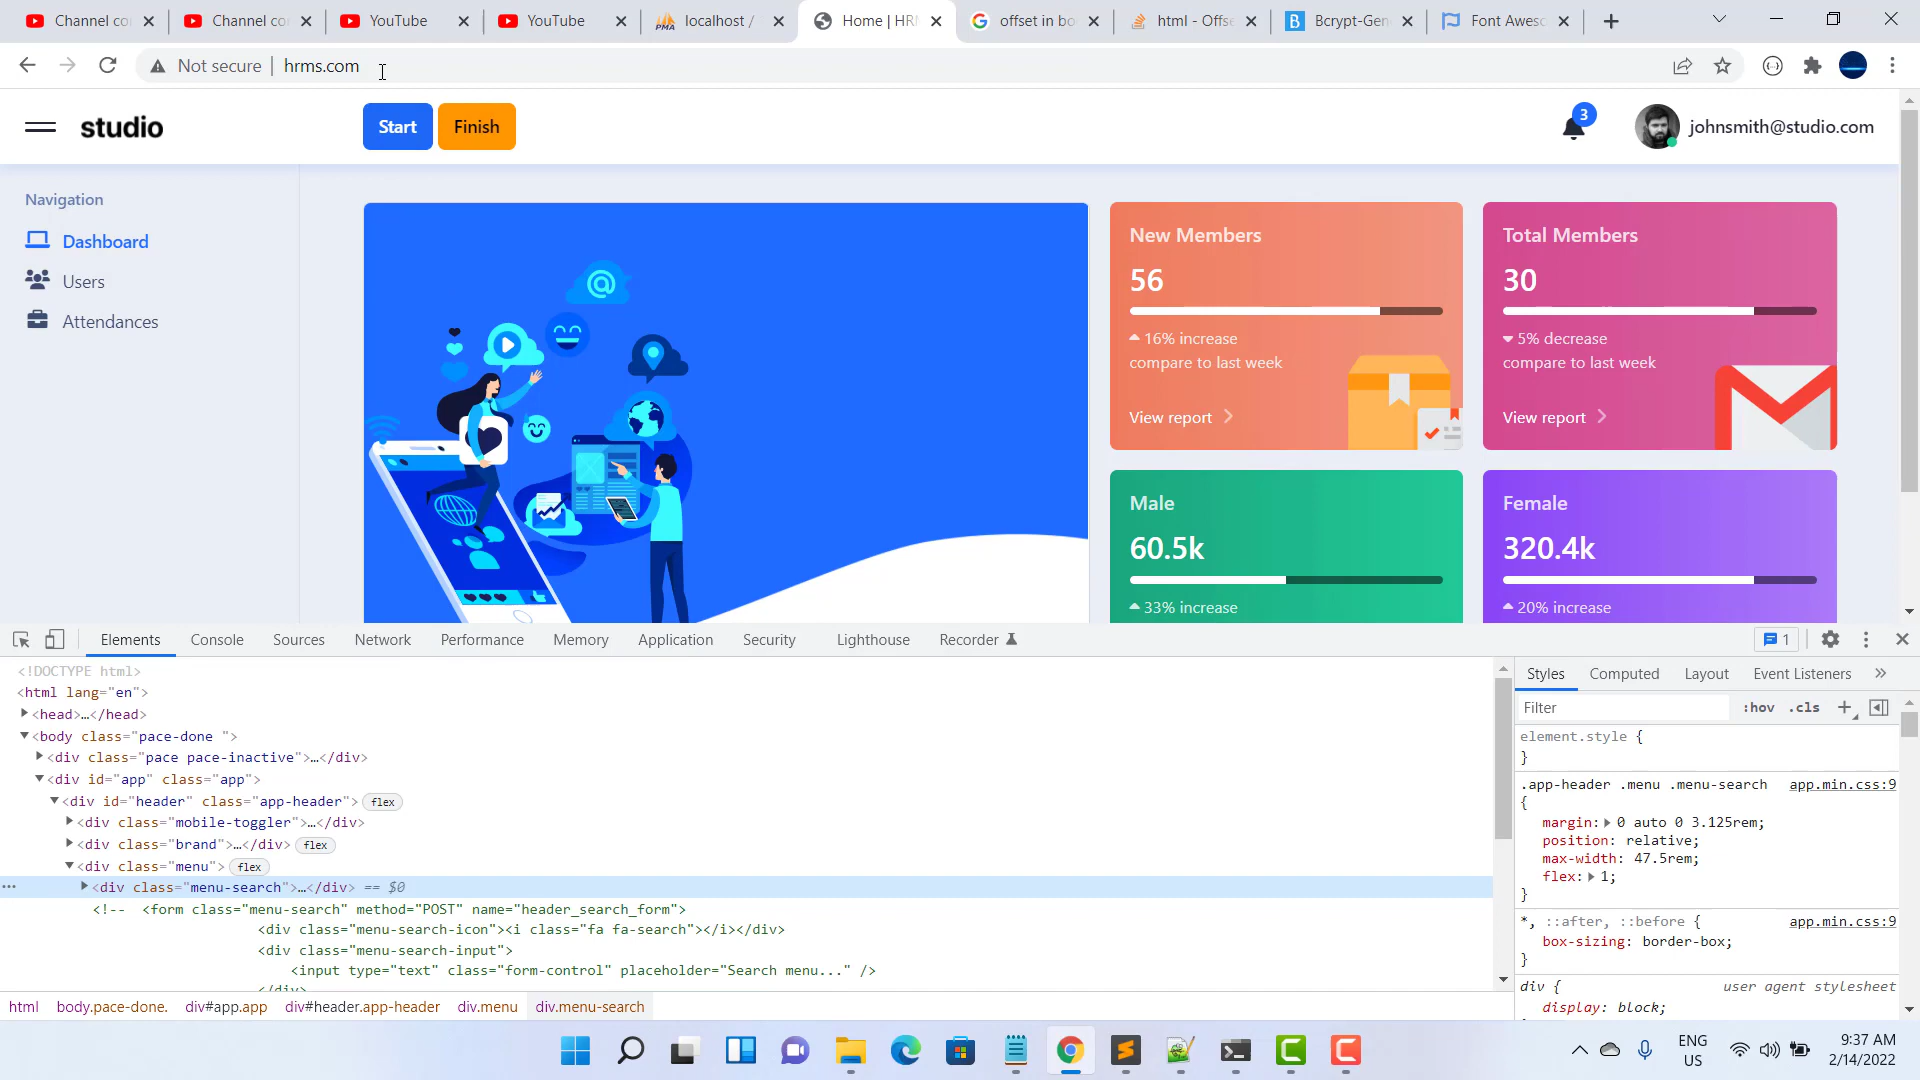 Channel co
Channel co
YouTube
YouTube
PMA
localhost /
Home | HRM
offset in bo
html - Offse
B
Bcrypt-Gen
Font Aweso
Not secure
hrms.com
studio
Start
Finish
3
johnsmith@studio.com
Navigation
Dashboard
Users
Attendances
New Members
56
16% increase
compare to last week
View report
Total Members
30
5% decrease
compare to last week
View report
Male
60.5k
33% increase
Female
320.4k
20% increase
Elements
Console
Sources
Network
Performance
Memory
Application
Security
Lighthouse
Recorder
1
<!DOCTYPE html>
<html lang="en">
<head>…</head>
<body class="pace-done ">
<div class="pace pace-inactive">…</div>
<div id="app" class="app">
<div id="header" class="app-header"> flex
<div class="mobile-toggler">…</div>
<div class="brand">…</div> flex
<div class="menu"> flex
<div class="menu-search">…</div> == $0
<!-- <form class="menu-search" method="POST" name="header_search_form">
<div class="menu-search-icon"><i class="fa fa-search"></i></div>
<div class="menu-search-input">
<input type="text" class="form-control" placeholder="Search menu..." />
</div>
html
body.pace-done.
div#app.app
div#header.app-header
div.menu
div.menu-search
Styles
Computed
Layout
Event Listeners
Filter
:hov
.cls
element.style {
}
.app-header .menu .menu-search
app.min.css:9
{
margin: 0 auto 0 3.125rem;
position: relative;
max-width: 47.5rem;
flex: 1;
}
*, ::after, ::before {
app.min.css:9
box-sizing: border-box;
}
div {
user agent stylesheet
display: block;
ENG
US
9:37 AM
2/14/2022